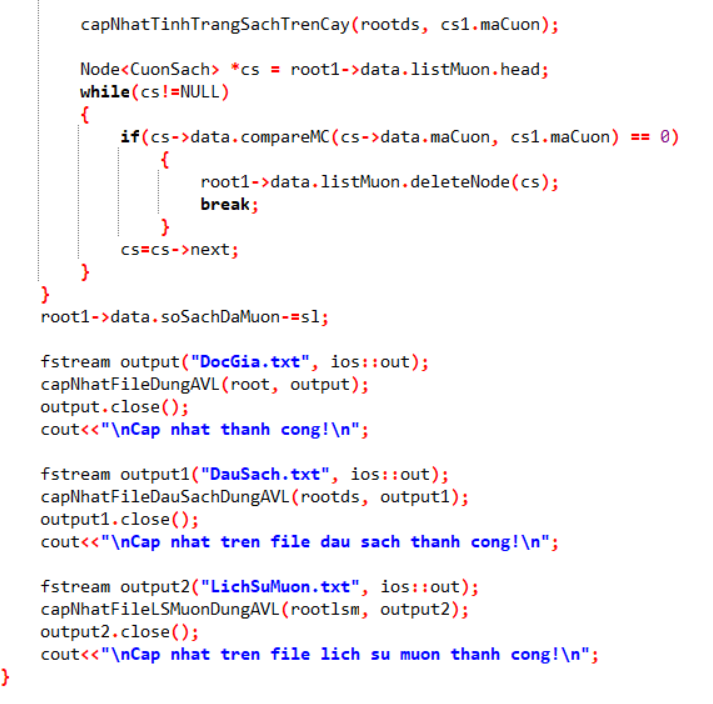 capNhatTinhTrangSachTrenCay(rootds, cs1.maCuon);
Node<CuonSach> *cs = root1->data.listMuon.head;
while(cs!=NULL)
{
if(cs->data.compareMC(cs->data.maCuon, cs1.maCuon) == 0)
{
root1->data.listMuon.deleteNode(cs);
break;
}
cs=cs->next;
}
}
root1->data.soSachDaMuon-=sl;
fstream output("DocGia.txt", ios::out);
capNhatFileDungAVL(root, output);
output.close();
cout<<"\nCap nhat thanh cong!\n";
fstream output1("DauSach.txt", ios::out);
capNhatFileDauSachDungAVL(rootds, output1);
output1.close();
cout<<"\nCap nhat tren file dau sach thanh cong!\n";
fstream output2("LichSuMuon.txt", ios::out);
capNhatFileLSMuonDungAVL(rootlsm, output2);
output2.close();
cout<<"\nCap nhat tren file lich su muon thanh cong!\n";
}